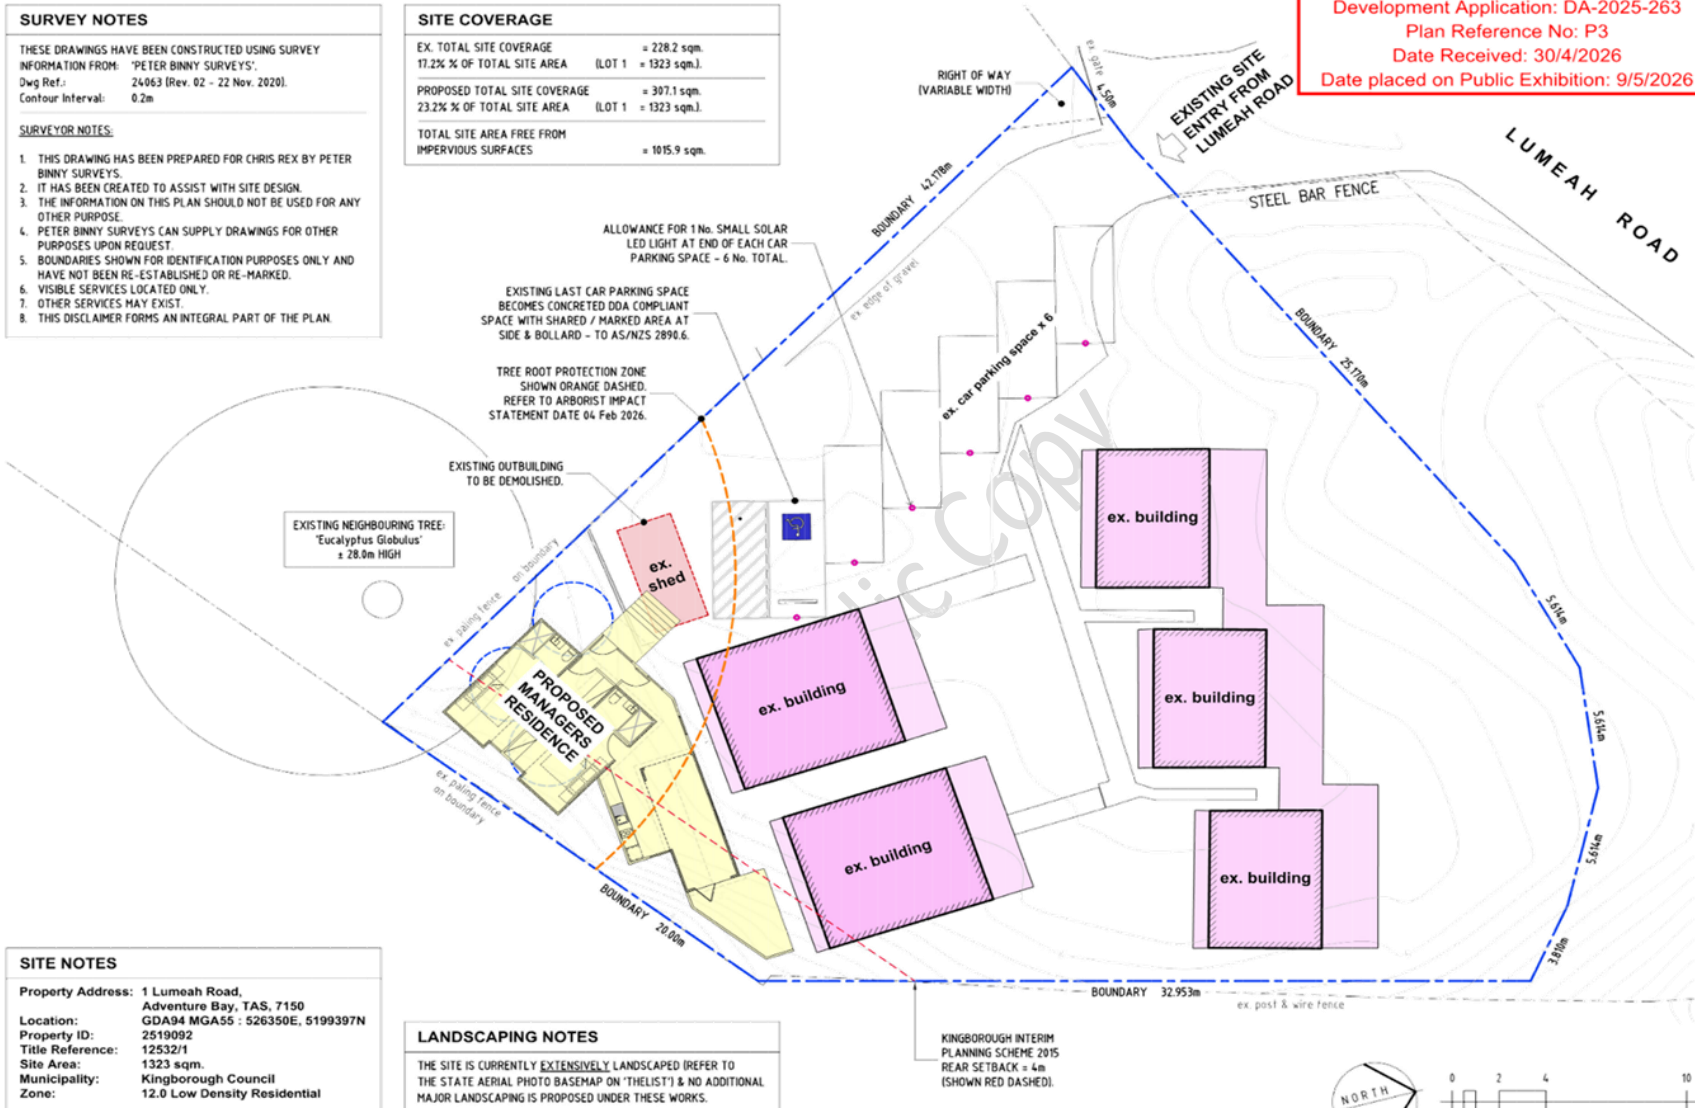 SURVEY NOTES
THESE DRAWINGS HAVE BEEN CONSTRUCTED USING SURVEY
INFORMATION FROM: 'PETER BINNY SURVEYS'.
Dwg Ref.: 24063 (Rev. 02 - 22 Nov. 2020).
Contour Interval: 0.2m
SURVEYOR NOTES:
1. THIS DRAWING HAS BEEN PREPARED FOR CHRIS REX BY PETER
BINNY SURVEYS.
2. IT HAS BEEN CREATED TO ASSIST WITH SITE DESIGN.
3. THE INFORMATION ON THIS PLAN SHOULD NOT BE USED FOR ANY
OTHER PURPOSE.
4. PETER BINNY SURVEYS CAN SUPPLY DRAWINGS FOR OTHER
PURPOSES UPON REQUEST.
5. BOUNDARIES SHOWN FOR IDENTIFICATION PURPOSES ONLY AND
HAVE NOT BEEN RE-ESTABLISHED OR RE-MARKED.
6. VISIBLE SERVICES LOCATED ONLY.
7. OTHER SERVICES MAY EXIST.
8. THIS DISCLAIMER FORMS AN INTEGRAL PART OF THE PLAN.
SITE COVERAGE
EX. TOTAL SITE COVERAGE = 228.2 sqm.
17.2% % OF TOTAL SITE AREA (LOT 1 = 1323 sqm.).
PROPOSED TOTAL SITE COVERAGE = 307.1 sqm.
23.2% % OF TOTAL SITE AREA (LOT 1 = 1323 sqm.).
TOTAL SITE AREA FREE FROM
IMPERVIOUS SURFACES = 1015.9 sqm.
Development Application: DA-2025-263
Plan Reference No: P3
Date Received: 30/4/2026
Date placed on Public Exhibition: 9/5/2026
RIGHT OF WAY
(VARIABLE WIDTH)
ex. gate 4.50m
EXISTING SITE
ENTRY FROM
LUMEAH ROAD
LUMEAH ROAD
STEEL BAR FENCE
BOUNDARY 42.178m
ex. edge of gravel
ALLOWANCE FOR 1 No. SMALL SOLAR
LED LIGHT AT END OF EACH CAR
PARKING SPACE - 6 No. TOTAL.
EXISTING LAST CAR PARKING SPACE
BECOMES CONCRETED DDA COMPLIANT
SPACE WITH SHARED / MARKED AREA AT
SIDE & BOLLARD - TO AS/NZS 2890.6.
TREE ROOT PROTECTION ZONE
SHOWN ORANGE DASHED.
REFER TO ARBORIST IMPACT
STATEMENT DATE 04 Feb 2026.
EXISTING OUTBUILDING
TO BE DEMOLISHED.
ex. car parking space x 6
BOUNDARY 25.170m
EXISTING NEIGHBOURING TREE:
'Eucalyptus Globulus'
± 28.0m HIGH
ex. paling fence on boundary
ex.
shed
ex. building
ex. building
ex. building
ex. building
ex. building
PROPOSED
MANAGERS
RESIDENCE
ex. paling fence
on boundary
5.614m
5.614m
5.614m
3.810m
BOUNDARY 20.00m
BOUNDARY 32.953m
ex. post & wire fence
lic Copy
KINGBOROUGH INTERIM
PLANNING SCHEME 2015
REAR SETBACK = 4m
(SHOWN RED DASHED).
SITE NOTES
Property Address: 1 Lumeah Road,
Adventure Bay, TAS, 7150
Location: GDA94 MGA55 : 526350E, 5199397N
Property ID: 2519092
Title Reference: 12532/1
Site Area: 1323 sqm.
Municipality: Kingborough Council
Zone: 12.0 Low Density Residential
LANDSCAPING NOTES
THE SITE IS CURRENTLY EXTENSIVELY LANDSCAPED (REFER TO
THE STATE AERIAL PHOTO BASEMAP ON 'THELIST') & NO ADDITIONAL
MAJOR LANDSCAPING IS PROPOSED UNDER THESE WORKS.
NORTH
0 2 4 10